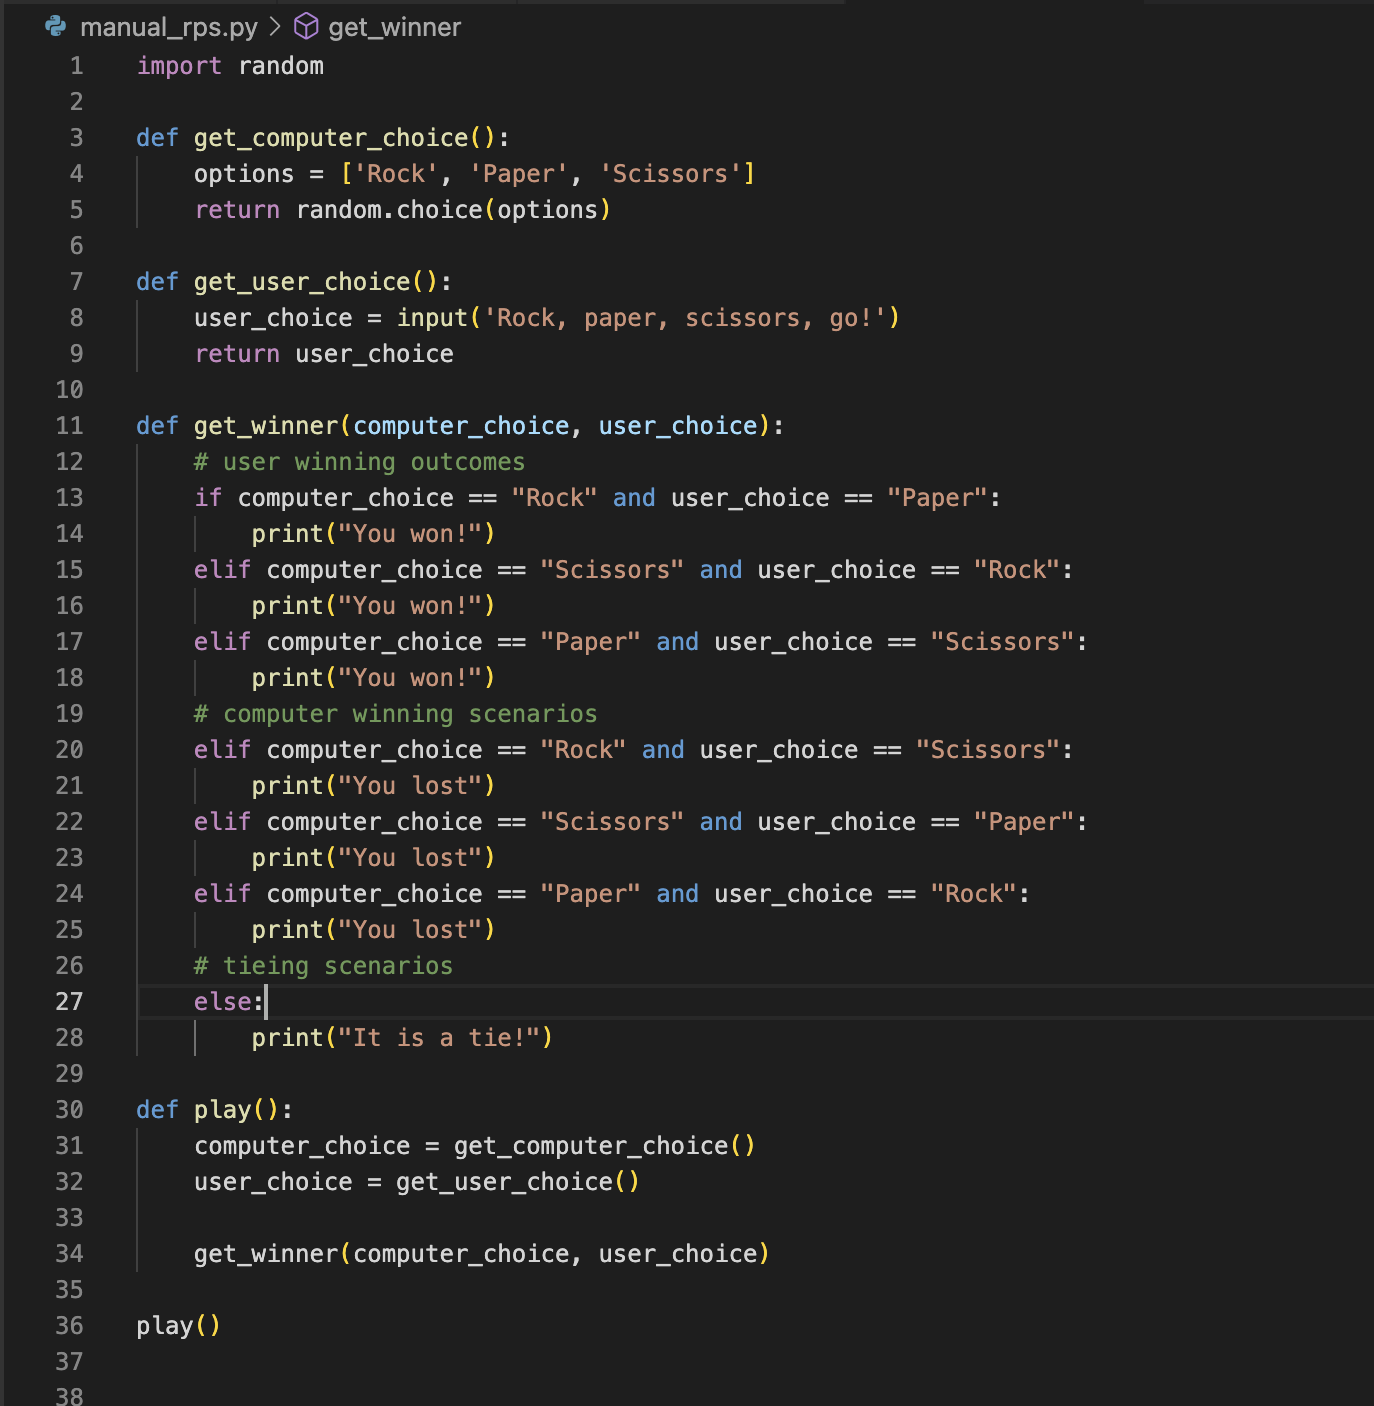 manual_rps.py > get_winner
1 import random
2
3 def get_computer_choice():
4     options = ['Rock', 'Paper', 'Scissors']
5     return random.choice(options)
6
7 def get_user_choice():
8     user_choice = input('Rock, paper, scissors, go!')
9     return user_choice
10
11 def get_winner(computer_choice, user_choice):
12     # user winning outcomes
13     if computer_choice == "Rock" and user_choice == "Paper":
14         print("You won!")
15     elif computer_choice == "Scissors" and user_choice == "Rock":
16         print("You won!")
17     elif computer_choice == "Paper" and user_choice == "Scissors":
18         print("You won!")
19     # computer winning scenarios
20     elif computer_choice == "Rock" and user_choice == "Scissors":
21         print("You lost")
22     elif computer_choice == "Scissors" and user_choice == "Paper":
23         print("You lost")
24     elif computer_choice == "Paper" and user_choice == "Rock":
25         print("You lost")
26     # tieing scenarios
27     else:
28         print("It is a tie!")
29
30 def play():
31     computer_choice = get_computer_choice()
32     user_choice = get_user_choice()
33
34     get_winner(computer_choice, user_choice)
35
36 play()
37
38